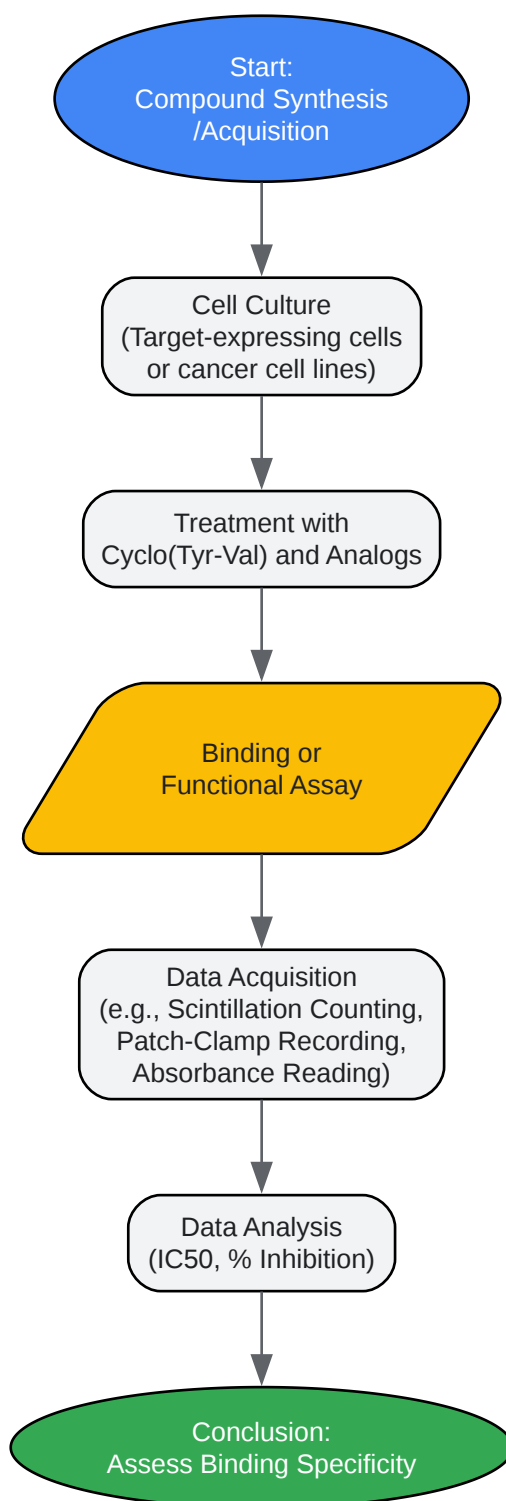 Start:
Compound Synthesis
/Acquisition
Cell Culture
(Target-expressing cells
or cancer cell lines)
Treatment with
Cyclo(Tyr-Val) and Analogs
Binding or
Functional Assay
Data Acquisition
(e.g., Scintillation Counting,
Patch-Clamp Recording,
Absorbance Reading)
Data Analysis
(IC50, % Inhibition)
Conclusion:
Assess Binding Specificity